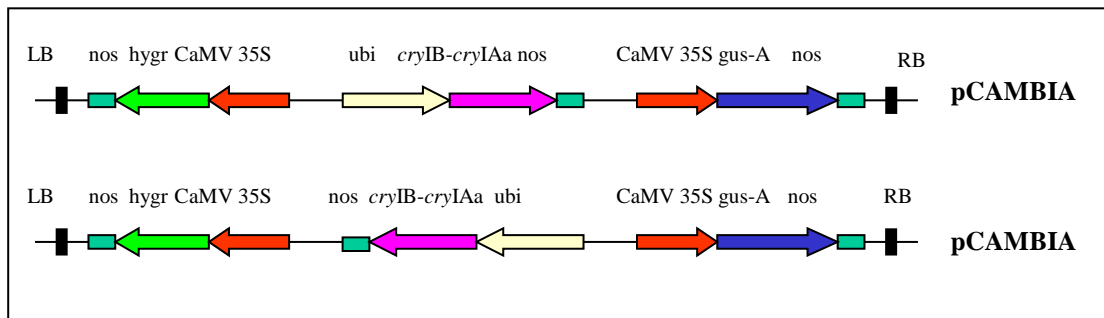 LB nos hygr CaMV 35S ubi cryIB-cryIAa nos CaMV 35S gus-A nos RB
pCAMBIA
LB nos hygr CaMV 35S nos cryIB-cryIAa ubi CaMV 35S gus-A nos RB
pCAMBIA